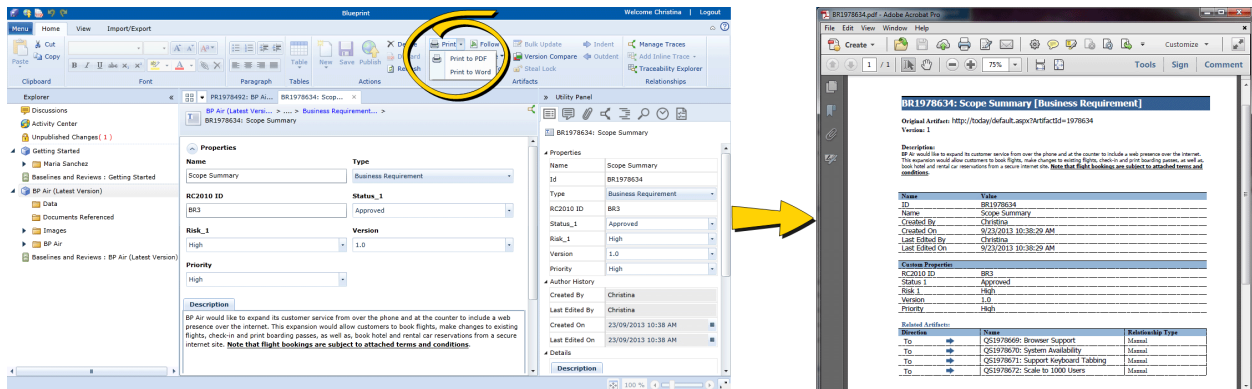 Blueprint
Welcome Christina | Logout
Menu Home View Import/Export
Paste
Cut
Copy
Clipboard
B I U abc
Font
Paragraph
Table
Tables
New Save Publish
Discard
Refresh
Actions
Print Follow
Print to PDF
Print to Word
Bulk Update
Version Compare
Steal Lock
Artifacts
Indent
Outdent
Manage Traces
Add Inline Trace
Traceability Explorer
Relationships
Explorer
Discussions
Activity Center
Unpublished Changes( 1 )
Getting Started
Maria Sanchez
Baselines and Reviews : Getting Started
BP Air (Latest Version)
Data
Documents Referenced
Images
BP Air
Baselines and Reviews : BP Air (Latest Version)
PR1978492: BP Ai... BR1978634: Scop...
BP Air (Latest Versi... > .... > Business Requirement... >
BR1978634: Scope Summary
Properties
Name Type
Scope Summary Business Requirement
RC2010 ID Status_1
BR3 Approved
Risk_1 Version
High 1.0
Priority
High
Description
BP Air would like to expand its customer service from over the phone and at the counter to include a web
presence over the internet. This expansion would allow customers to book flights, make changes to existing
flights, check-in and print boarding passes, as well as, book hotel and rental car reservations from a secure
internet site. Note that flight bookings are subject to attached terms and conditions.
100 %
Utility Panel
BR1978634: Scope Summary
Properties
Name Scope Summary
Id BR1978634
Type Business Requirement
RC2010 ID BR3
Status_1 Approved
Risk_1 High
Version 1.0
Priority High
Author History
Created By Christina
Last Edited By Christina
Created On 23/09/2013 10:38 AM
Last Edited On 23/09/2013 10:38 AM
Details
Description
BR1978634.pdf - Adobe Acrobat Pro
File Edit View Window Help
Create
Customize
1 / 1
75%
Tools Sign Comment
BR1978634: Scope Summary [Business Requirement]
Original Artifact: http://today/default.aspx?ArtifactId=1978634
Version: 1
Description:
BP Air would like to expand its customer service from over the phone and at the counter to include a web presence over the internet.
This expansion would allow customers to book flights, make changes to existing flights, check-in and print boarding passes, as well as,
book hotel and rental car reservations from a secure internet site. Note that flight bookings are subject to attached terms and
conditions.
Name Value
ID BR1978634
Name Scope Summary
Created By Christina
Created On 9/23/2013 10:38:29 AM
Last Edited By Christina
Last Edited On 9/23/2013 10:38:29 AM
Custom Properties
RC2010 ID BR3
Status 1 Approved
Risk 1 High
Version 1.0
Priority High
Related Artifacts:
Direction Name Relationship Type
To QS1978669: Browser Support Manual
To QS1978670: System Availability Manual
To QS1978671: Support Keyboard Tabbing Manual
To QS1978672: Scale to 1000 Users Manual